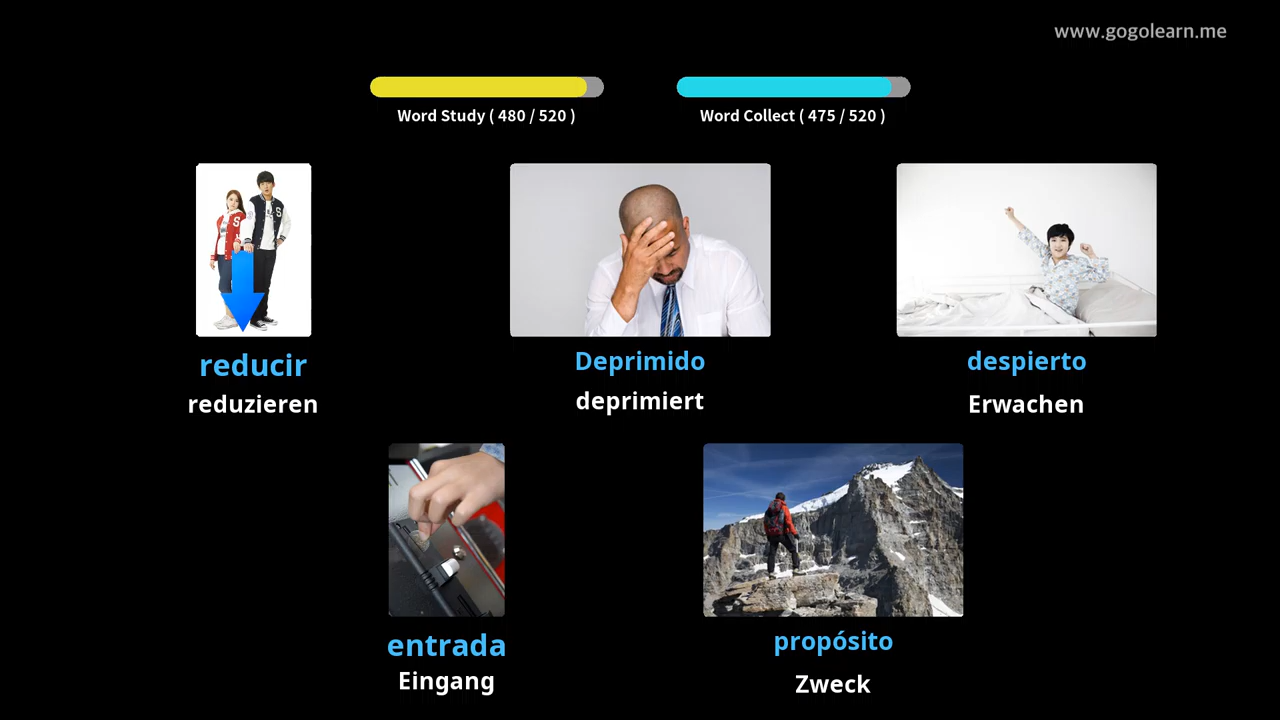 www.gogolearn.me
Word Study ( 480 / 520 )
Word Collect ( 475 / 520 )
reducir
reduzieren
Deprimido
deprimiert
despierto
Erwachen
entrada
Eingang
propósito
Zweck